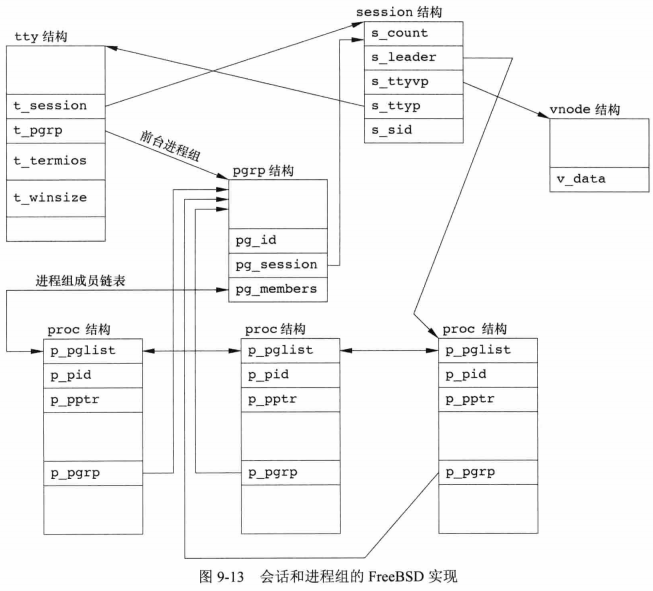 session 结构
s_count
s_leader
s_ttyvp
s_ttyp
s_sid
tty 结构
t_session
t_pgrp
t_termios
t_winsize
vnode 结构
v_data
前台进程组
pgrp 结构
pg_id
pg_session
pg_members
进程组成员链表
proc 结构
p_pglist
p_pid
p_pptr
p_pgrp
proc 结构
p_pglist
p_pid
p_pptr
p_pgrp
proc 结构
p_pglist
p_pid
p_pptr
p_pgrp
图 9-13 会话和进程组的 FreeBSD 实现